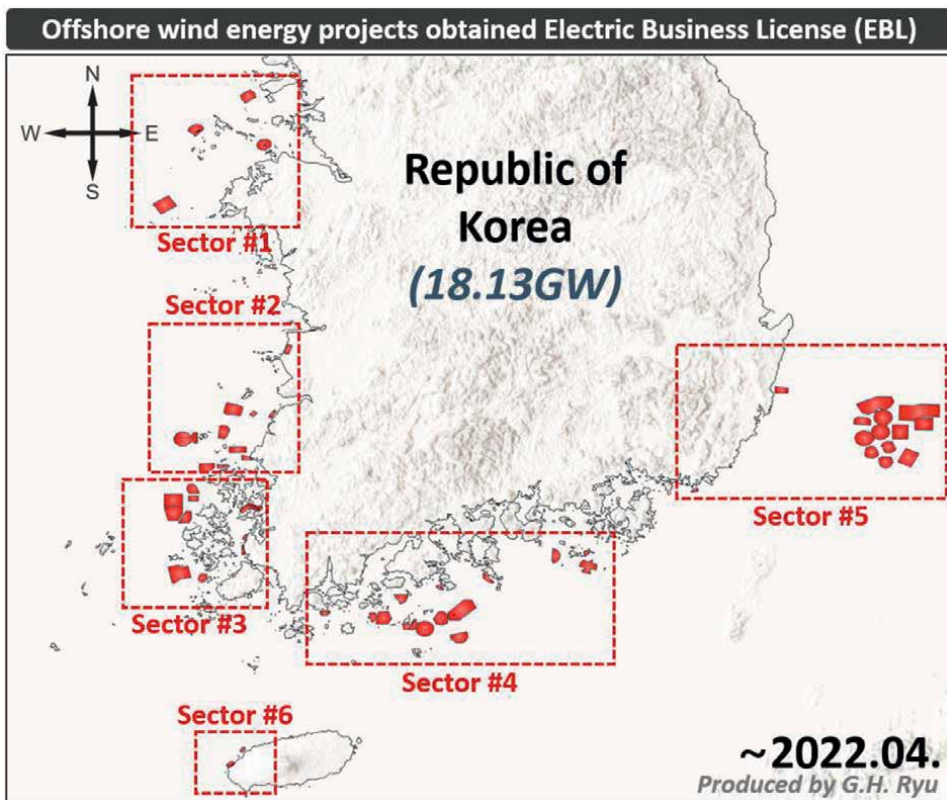 Offshore wind energy projects obtained Electric Business License (EBL)
N
W E
S
Republic of
Korea
(18.13GW)
Sector #1
Sector #2
Sector #5
Sector #3
Sector #4
Sector #6
~2022.04.
Produced by G.H. Ryu